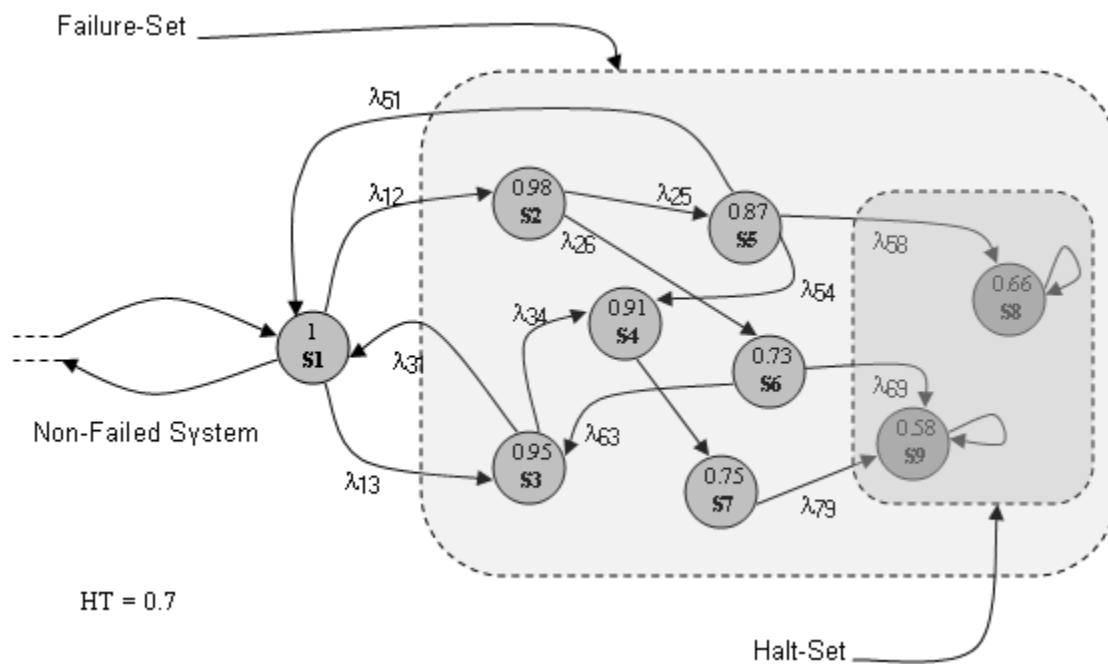 Failure-Set
λ51
λ12
0.98
S2
λ25
0.87
S5
λ26
λ58
0.66
S8
λ54
0.91
S4
λ34
1
S1
λ31
0.73
S6
λ69
Non-Failed System
λ13
0.95
S3
λ63
0.58
S9
0.75
S7
λ79
HT = 0.7
Halt-Set